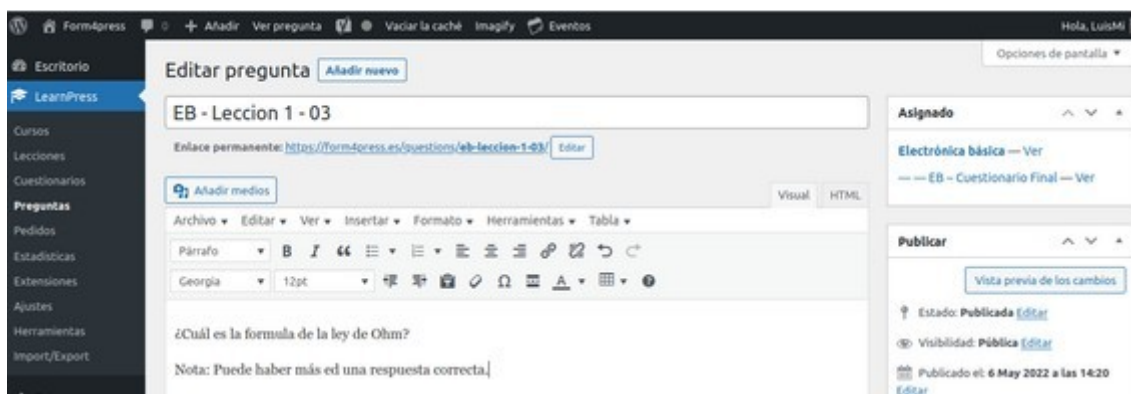 Form4press 0 + Añadir Ver pregunta Vaciar la caché Imagify Eventos Hola, LuisMi
Opciones de pantalla
Escritorio
LearnPress
Cursos
Lecciones
Cuestionarios
Preguntas
Pedidos
Estadísticas
Extensiones
Ajustes
Herramientas
Import/Export
Editar pregunta Añadir nuevo
EB - Leccion 1 - 03
Enlace permanente: https://form4press.es/questions/eb-leccion-1-03/ Editar
Añadir medios
Visual HTML
Archivo Editar Ver Insertar Formato Herramientas Tabla
Párrafo B I
Georgia 12pt Ω A
¿Cuál es la formula de la ley de Ohm?
Nota: Puede haber más ed una respuesta correcta.
Asignado
Electrónica básica — Ver
— — EB – Cuestionario Final — Ver
Publicar
Vista previa de los cambios
Estado: Publicada Editar
Visibilidad: Pública Editar
Publicado el: 6 May 2022 a las 14:20
Editar